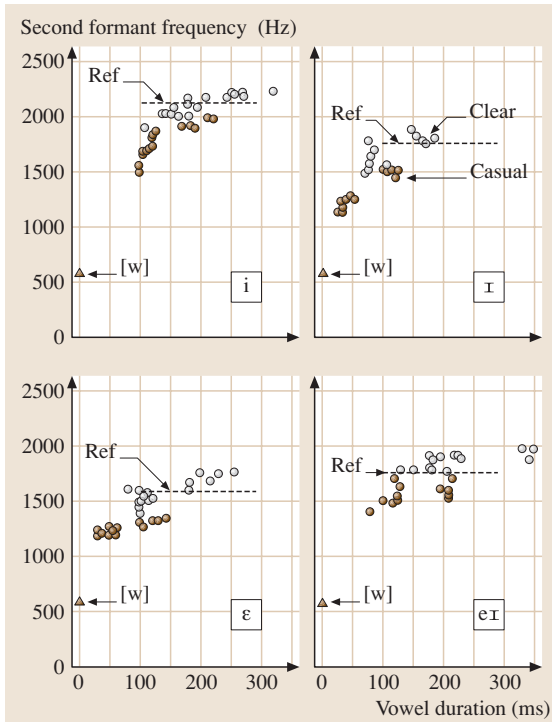 Second formant frequency (Hz)
2500
2000
1500
1000
500
0
Ref
[w]
i
Ref
Clear
Casual
[w]
ɪ
2500
2000
1500
1000
500
0
Ref
[w]
ε
0 100 200 300
Ref
[w]
eɪ
0 100 200 300
Vowel duration (ms)